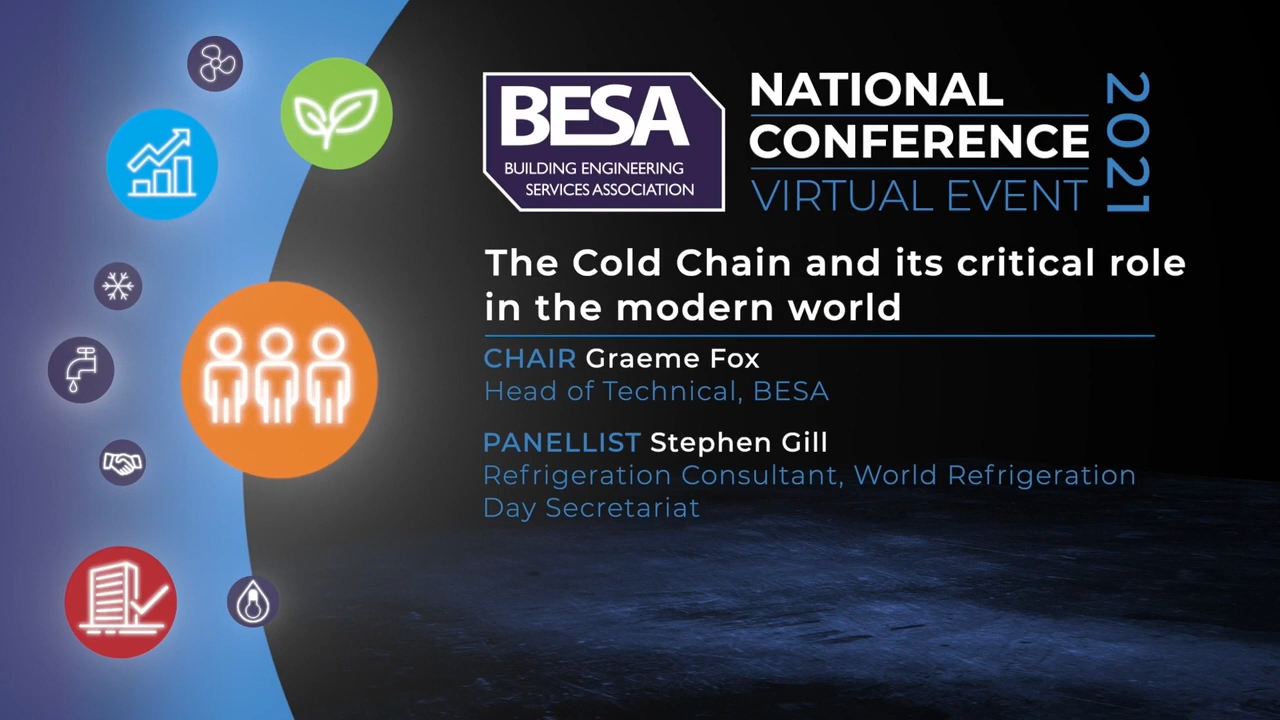 BESA
BUILDING ENGINEERING
SERVICES ASSOCIATION
NATIONAL
CONFERENCE
VIRTUAL EVENT
2021
The Cold Chain and its critical role
in the modern world
CHAIR Graeme Fox
Head of Technical, BESA
PANELLIST Stephen Gill
Refrigeration Consultant, World Refrigeration
Day Secretariat